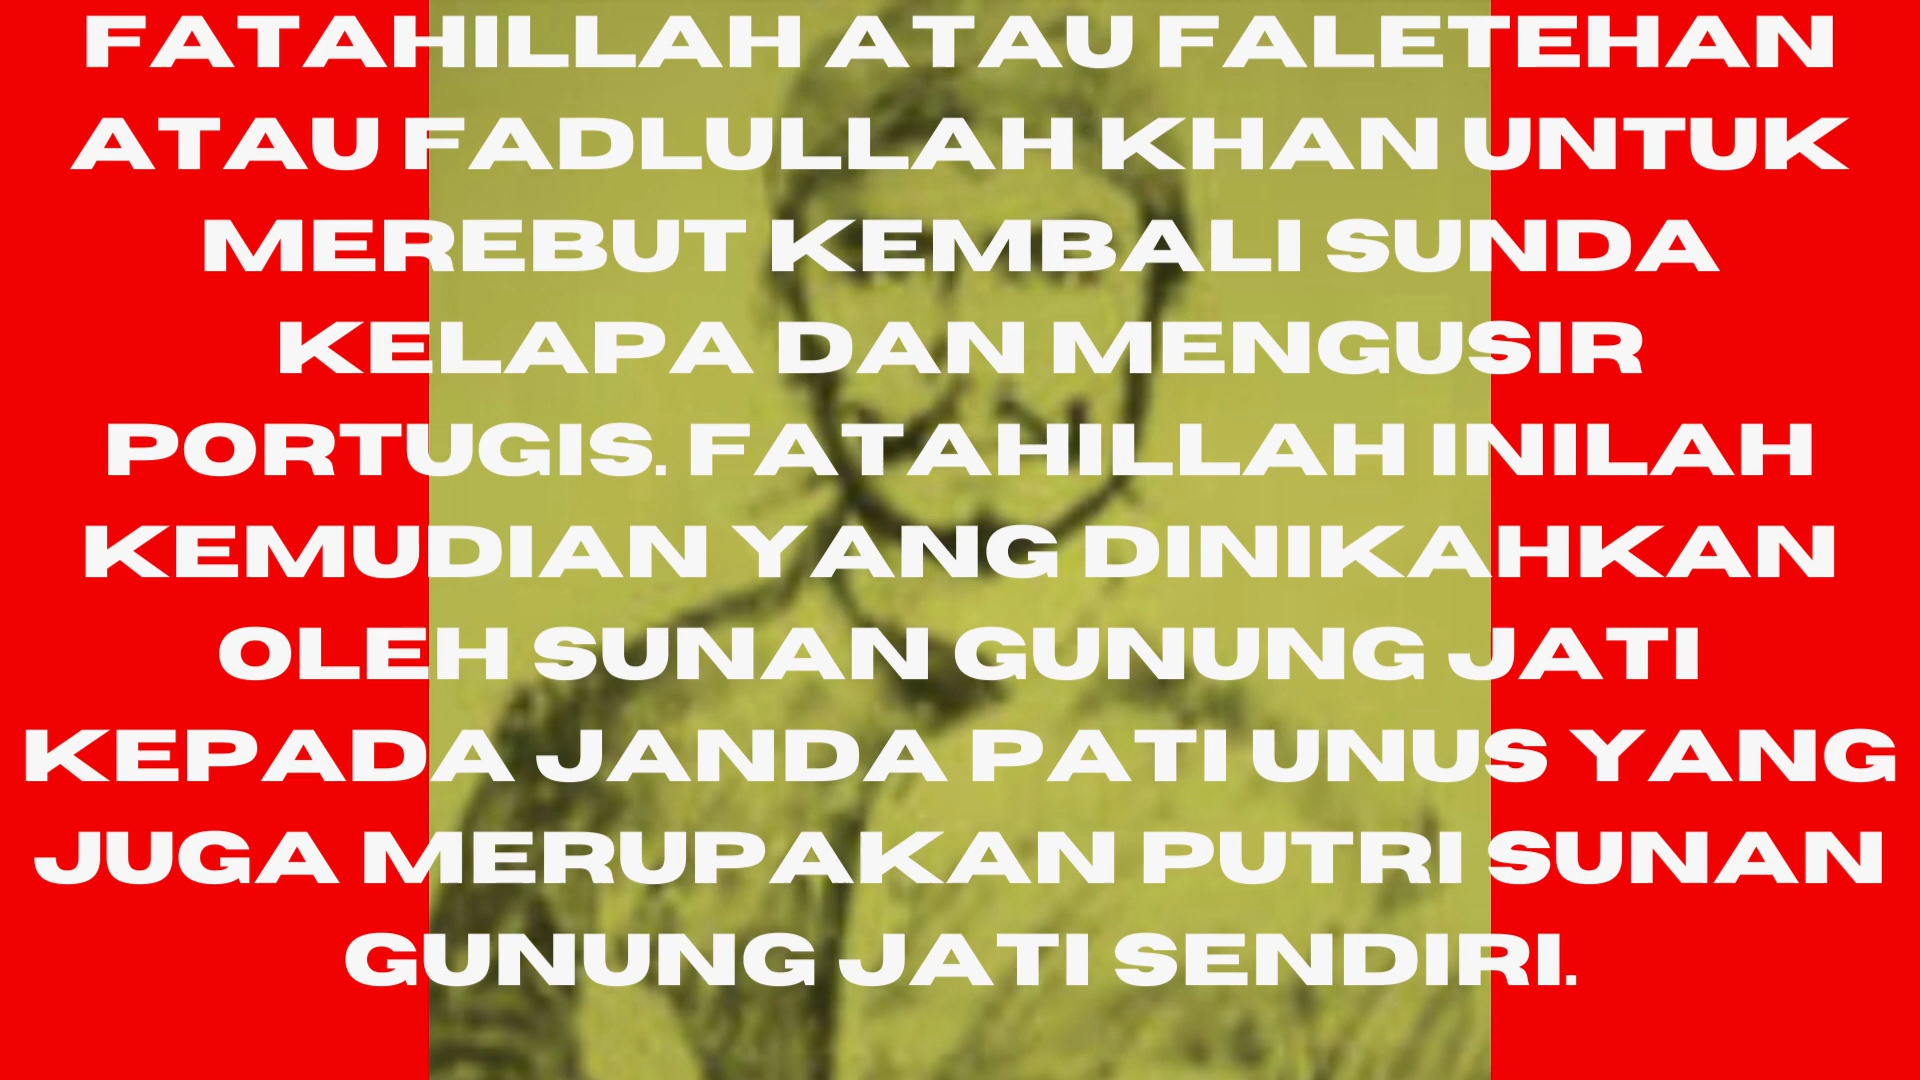 FATAHILLAH ATAU FALETEHAN
ATAU FADLULLAH KHAN UNTUK
MEREBUT KEMBALI SUNDA
KELAPA DAN MENGUSIR
PORTUGIS. FATAHILLAH INILAH
KEMUDIAN YANG DINIKAHKAN
OLEH SUNAN GUNUNG JATI
KEPADA JANDA PATI UNUS YANG
JUGA MERUPAKAN PUTRI SUNAN
GUNUNG JATI SENDIRI.